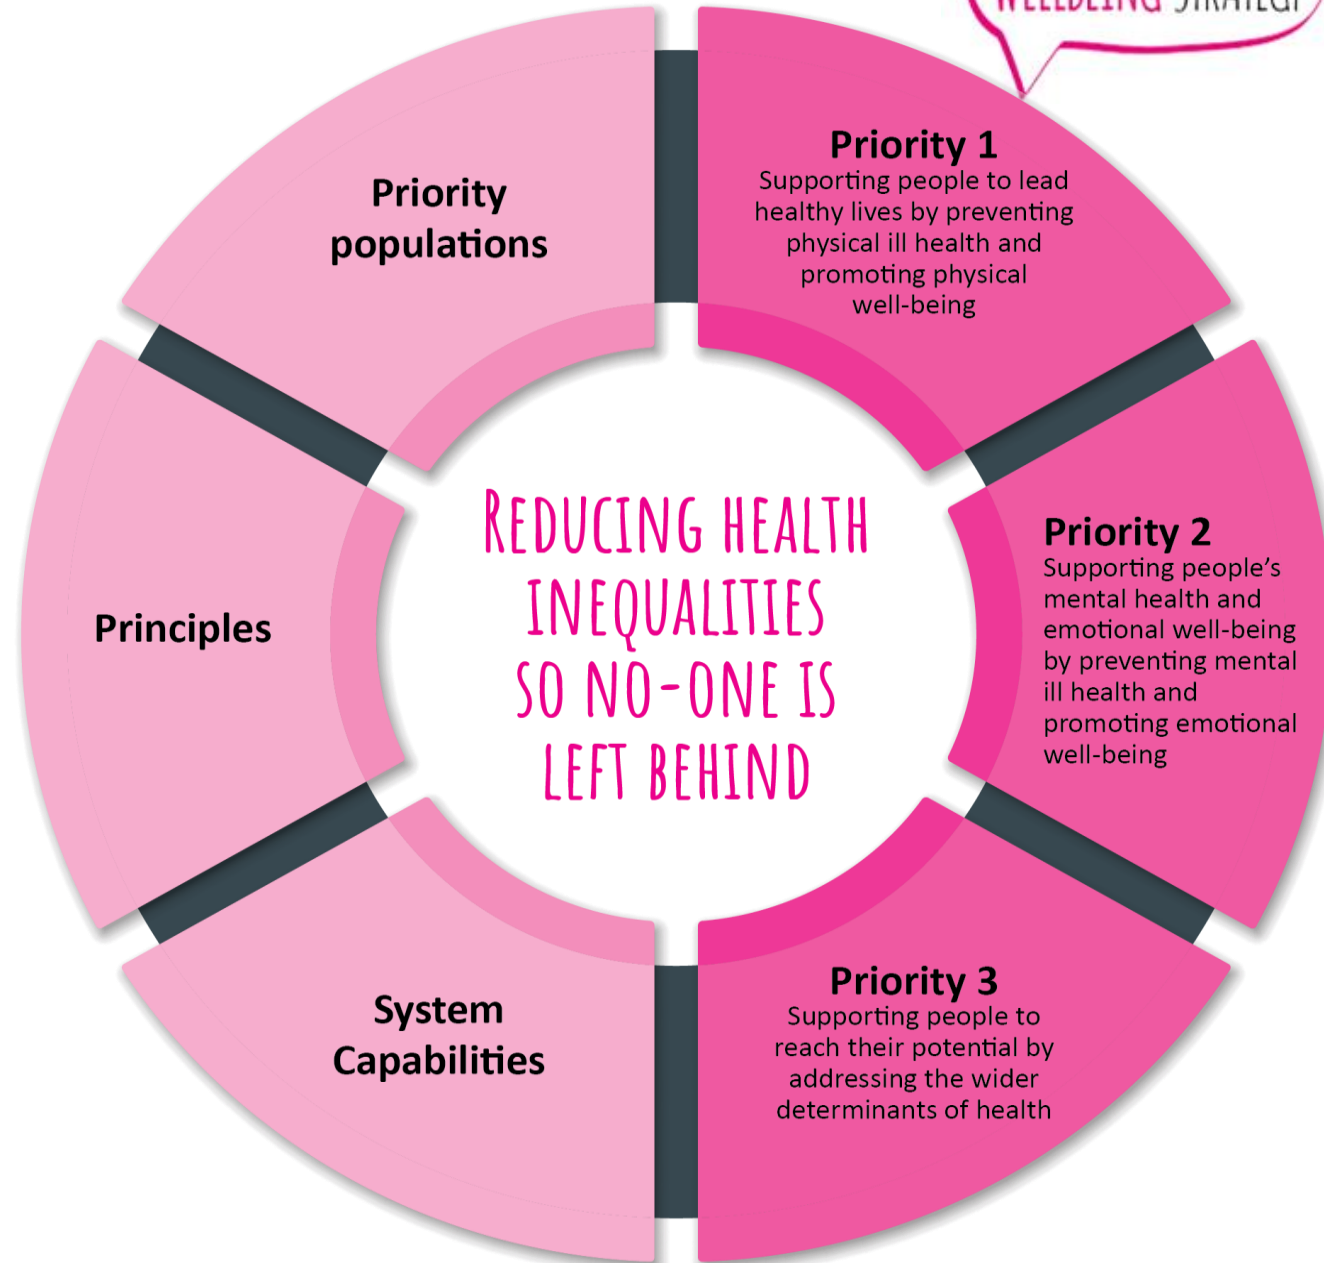 WELLBEING STRATEGY
Priority 1
Supporting people to lead
healthy lives by preventing
physical ill health and
promoting physical
well-being
Priority
populations
Priority 2
Supporting people’s
mental health and
emotional well-being
by preventing mental
ill health and
promoting emotional
well-being
Principles
REDUCING HEALTH
INEQUALITIES
SO NO-ONE IS
LEFT BEHIND
Priority 3
Supporting people to
reach their potential by
addressing the wider
determinants of health
System
Capabilities